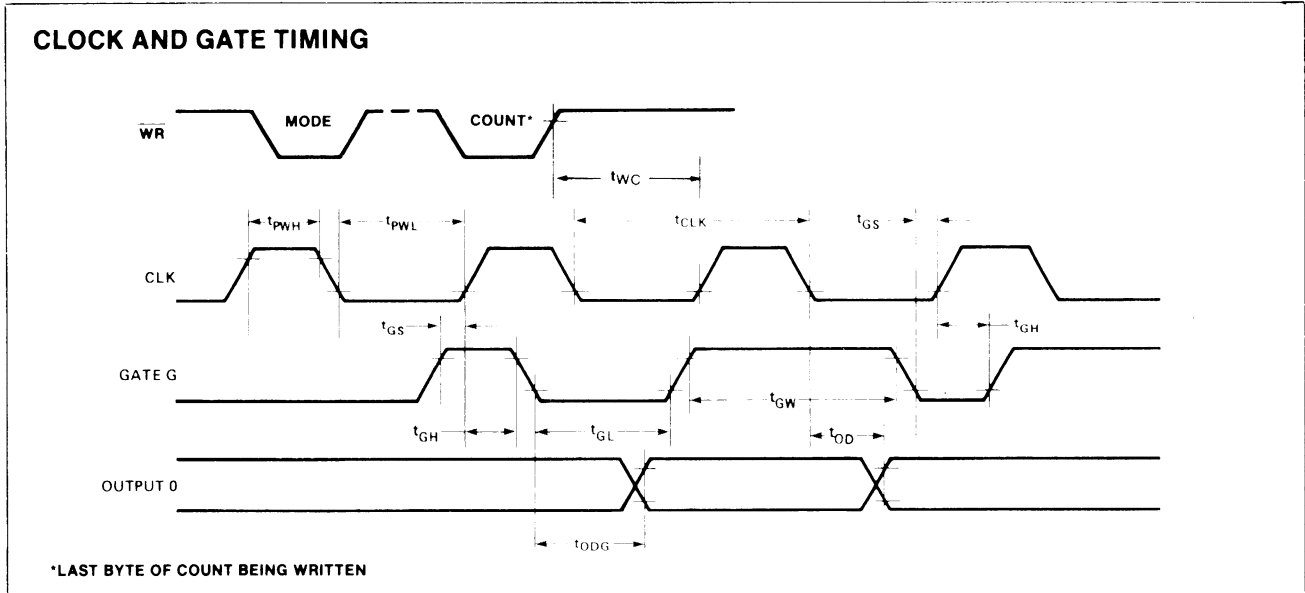 CLOCK AND GATE TIMING
WR MODE COUNT*
tWC
tPWH tPWL tCLK tGS
CLK
tGS tGH
GATE G
tGW
tGH tGL tOD
OUTPUT 0
tODG
*LAST BYTE OF COUNT BEING WRITTEN